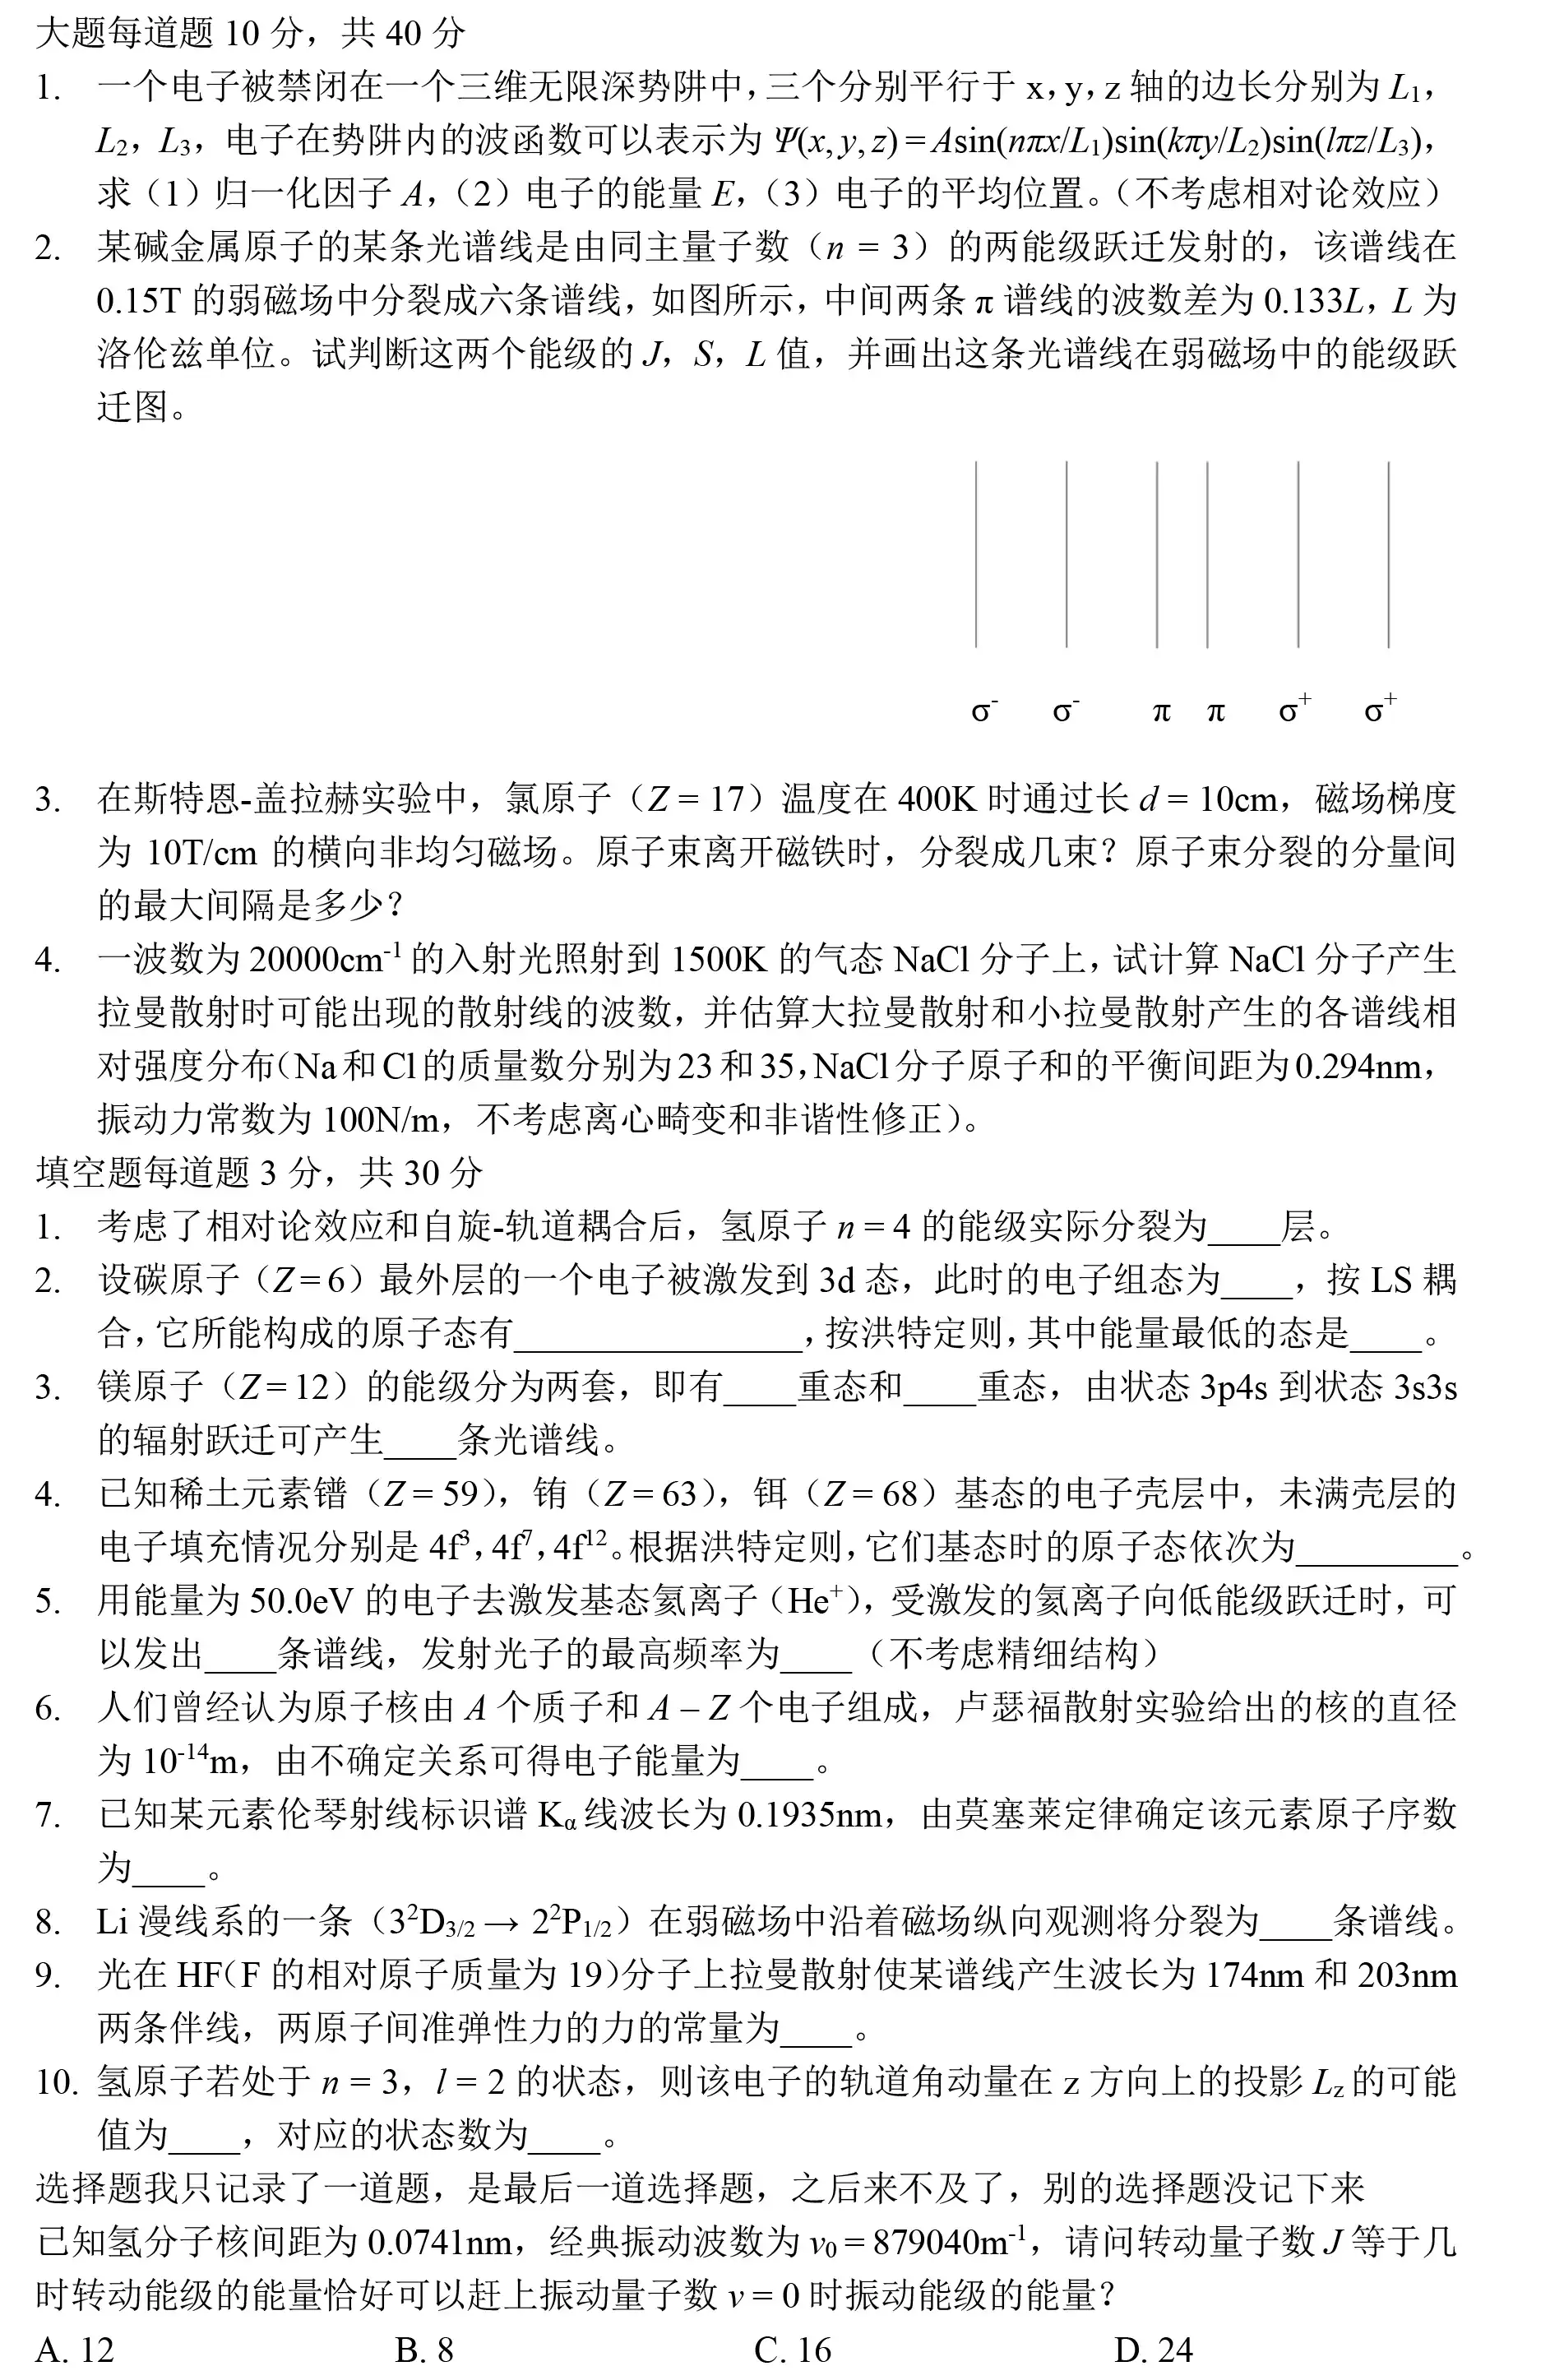 大题每道题 10 分，共 40 分
1. 一个电子被禁闭在一个三维无限深势阱中，三个分别平行于 x，y，z 轴的边长分别为 L₁，
L₂，L₃，电子在势阱内的波函数可以表示为 Ψ(x, y, z) = Asin(nπx/L₁)sin(kπy/L₂)sin(lπz/L₃)，
求（1）归一化因子 A，（2）电子的能量 E，（3）电子的平均位置。（不考虑相对论效应）
2. 某碱金属原子的某条光谱线是由同主量子数（n = 3）的两能级跃迁发射的，该谱线在
0.15T 的弱磁场中分裂成六条谱线，如图所示，中间两条 π 谱线的波数差为 0.133L，L 为
洛伦兹单位。试判断这两个能级的 J，S，L 值，并画出这条光谱线在弱磁场中的能级跃
迁图。
σ⁻ σ⁻ π π σ⁺ σ⁺
3. 在斯特恩-盖拉赫实验中，氯原子（Z = 17）温度在 400K 时通过长 d = 10cm，磁场梯度
为 10T/cm 的横向非均匀磁场。原子束离开磁铁时，分裂成几束？原子束分裂的分量间
的最大间隔是多少？
4. 一波数为 20000cm⁻¹ 的入射光照射到 1500K 的气态 NaCl 分子上，试计算 NaCl 分子产生
拉曼散射时可能出现的散射线的波数，并估算大拉曼散射和小拉曼散射产生的各谱线相
对强度分布（Na 和 Cl 的质量数分别为 23 和 35，NaCl 分子原子和的平衡间距为 0.294nm，
振动力常数为 100N/m，不考虑离心畸变和非谐性修正）。
填空题每道题 3 分，共 30 分
1. 考虑了相对论效应和自旋-轨道耦合后，氢原子 n = 4 的能级实际分裂为____层。
2. 设碳原子（Z = 6）最外层的一个电子被激发到 3d 态，此时的电子组态为____，按 LS 耦
合，它所能构成的原子态有________________，按洪特定则，其中能量最低的态是____。
3. 镁原子（Z = 12）的能级分为两套，即有____重态和____重态，由状态 3p4s 到状态 3s3s
的辐射跃迁可产生____条光谱线。
4. 已知稀土元素镨（Z = 59），铕（Z = 63），铒（Z = 68）基态的电子壳层中，未满壳层的
电子填充情况分别是 4f³，4f⁷，4f¹²。根据洪特定则，它们基态时的原子态依次为_________。
5. 用能量为 50.0eV 的电子去激发基态氦离子（He⁺），受激发的氦离子向低能级跃迁时，可
以发出____条谱线，发射光子的最高频率为____（不考虑精细结构）
6. 人们曾经认为原子核由 A 个质子和 A – Z 个电子组成，卢瑟福散射实验给出的核的直径
为 10⁻¹⁴m，由不确定关系可得电子能量为____。
7. 已知某元素伦琴射线标识谱 Kα 线波长为 0.1935nm，由莫塞莱定律确定该元素原子序数
为____。
8. Li 漫线系的一条（3²D₃/₂ → 2²P₁/₂）在弱磁场中沿着磁场纵向观测将分裂为____条谱线。
9. 光在 HF（F 的相对原子质量为 19）分子上拉曼散射使某谱线产生波长为 174nm 和 203nm
两条伴线，两原子间准弹性力的力的常量为____。
10. 氢原子若处于 n = 3，l = 2 的状态，则该电子的轨道角动量在 z 方向上的投影 Lz 的可能
值为____，对应的状态数为____。
选择题我只记录了一道题，是最后一道选择题，之后来不及了，别的选择题没记下来
已知氢分子核间距为 0.0741nm，经典振动波数为 ν₀ = 879040m⁻¹，请问转动量子数 J 等于几
时转动能级的能量恰好可以赶上振动量子数 v = 0 时振动能级的能量？
A. 12 B. 8 C. 16 D. 24